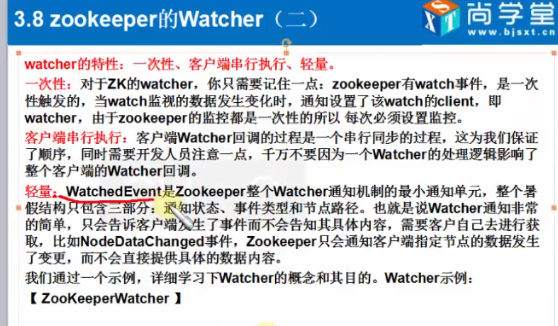 3.8 zookeeper的Watcher（二）
尚学堂
www.bjsxt.com
watcher的特性：一次性、客户端串行执行、轻量。
一次性：对于ZK的watcher，你只需要记住一点：zookeeper有watch事件，是一次
性触发的，当watch监视的数据发生变化时，通知设置了该watch的client，即
watcher，由于zookeeper的监控都是一次性的所以 每次必须设置监控。
客户端串行执行：客户端Watcher回调的过程是一个串行同步的过程，这为我们保证
了顺序，同时需要开发人员注意一点，千万不要因为一个Watcher的处理逻辑影响了
整个客户端的Watcher回调。
轻量：WatchedEvent是Zookeeper整个Watcher通知机制的最小通知单元，整个暑
假结构只包含三部分：通知状态、事件类型和节点路径。也就是说Watcher通知非常
的简单，只会告诉客户端发生了事件而不会告知其具体内容，需要客户自己去进行获
取，比如NodeDataChanged事件，Zookeeper只会通知客户端指定节点的数据发生
了变更，而不会直接提供具体的数据内容。
我们通过一个示例，详细学习下Watcher的概念和其目的。Watcher示例：
【 ZooKeeperWatcher 】